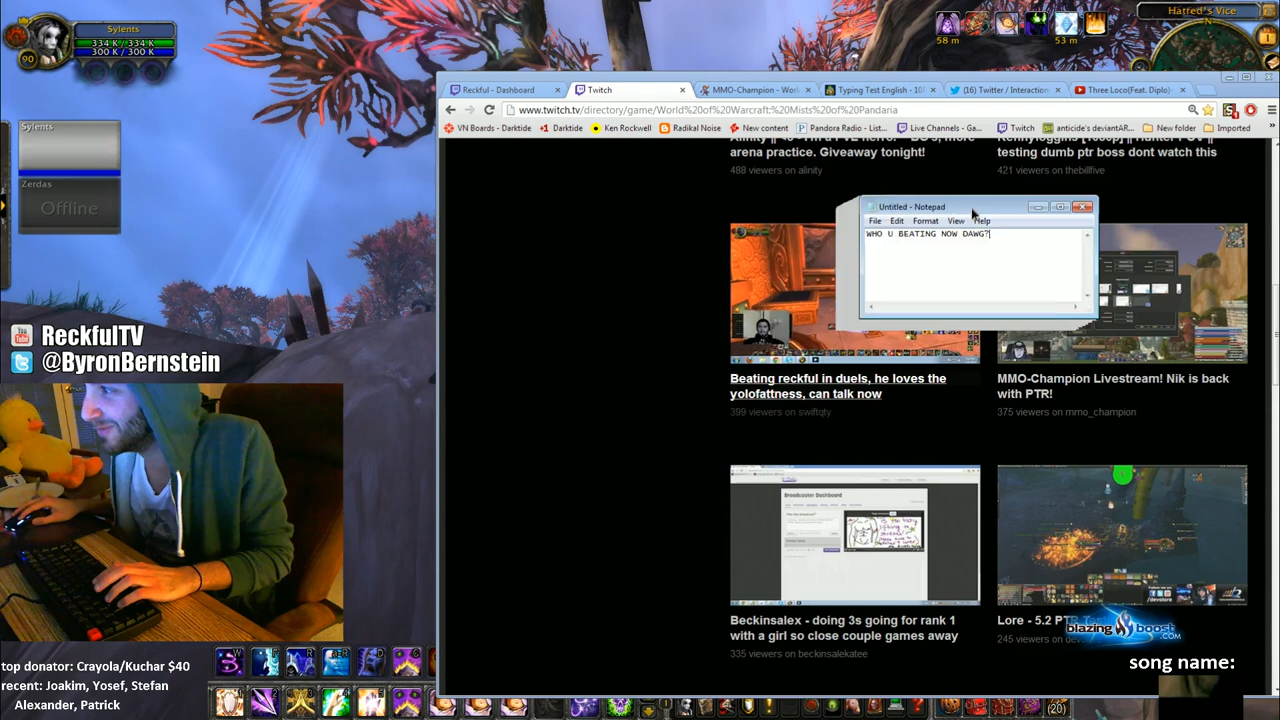 Sylents
334 K / 334 K
300 K / 300 K
90
58 m
53 m
Hatred's Vice
Sylents
Zerdas
Offline
ReckfulTV
@ByronBernstein
Reckful - Dashboard
Twitch
MMO-Champion - Wor
Typing Test English - 10
(16) Twitter / Interaction
Three Loco(Feat. Diplo)
www.twitch.tv/directory/game/World%20of%20Warcraft:%20Mists%20of%20Pandaria
VN Boards - Darktide
Darktide
Ken Rockwell
Radikal Noise
New content
Pandora Radio - List...
Live Channels - Ga...
Twitch
anticide's deviantAR...
New folder
Imported
arena practice. Giveaway tonight!
488 viewers on alinity
testing dumb ptr boss dont watch this
421 viewers on thebillfive
Untitled - Notepad
File Edit Format View Help
WHO U BEATING NOW DAWG?
Beating reckful in duels, he loves the
yolofattness, can talk now
399 viewers on swiftqty
MMO-Champion Livestream! Nik is back
with PTR!
375 viewers on mmo_champion
Broadcaster Dashboard
Beckinsalex - doing 3s going for rank 1
with a girl so close couple games away
335 viewers on beckinsalekatee
Lore - 5.2 PT
245 viewers on
blazing boost
.COM
song name:
top donator: Crayola/Kuchar $40
recent: Joakim, Yosef, Stefan
Alexander, Patrick
(20)